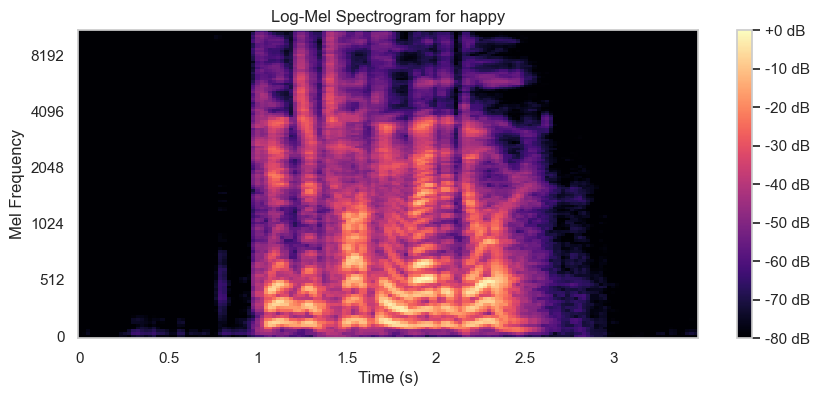 Log-Mel Spectrogram for happy
Mel Frequency
8192
4096
2048
1024
512
0
0
0.5
1
1.5
2
2.5
3
Time (s)
+0 dB
-10 dB
-20 dB
-30 dB
-40 dB
-50 dB
-60 dB
-70 dB
-80 dB